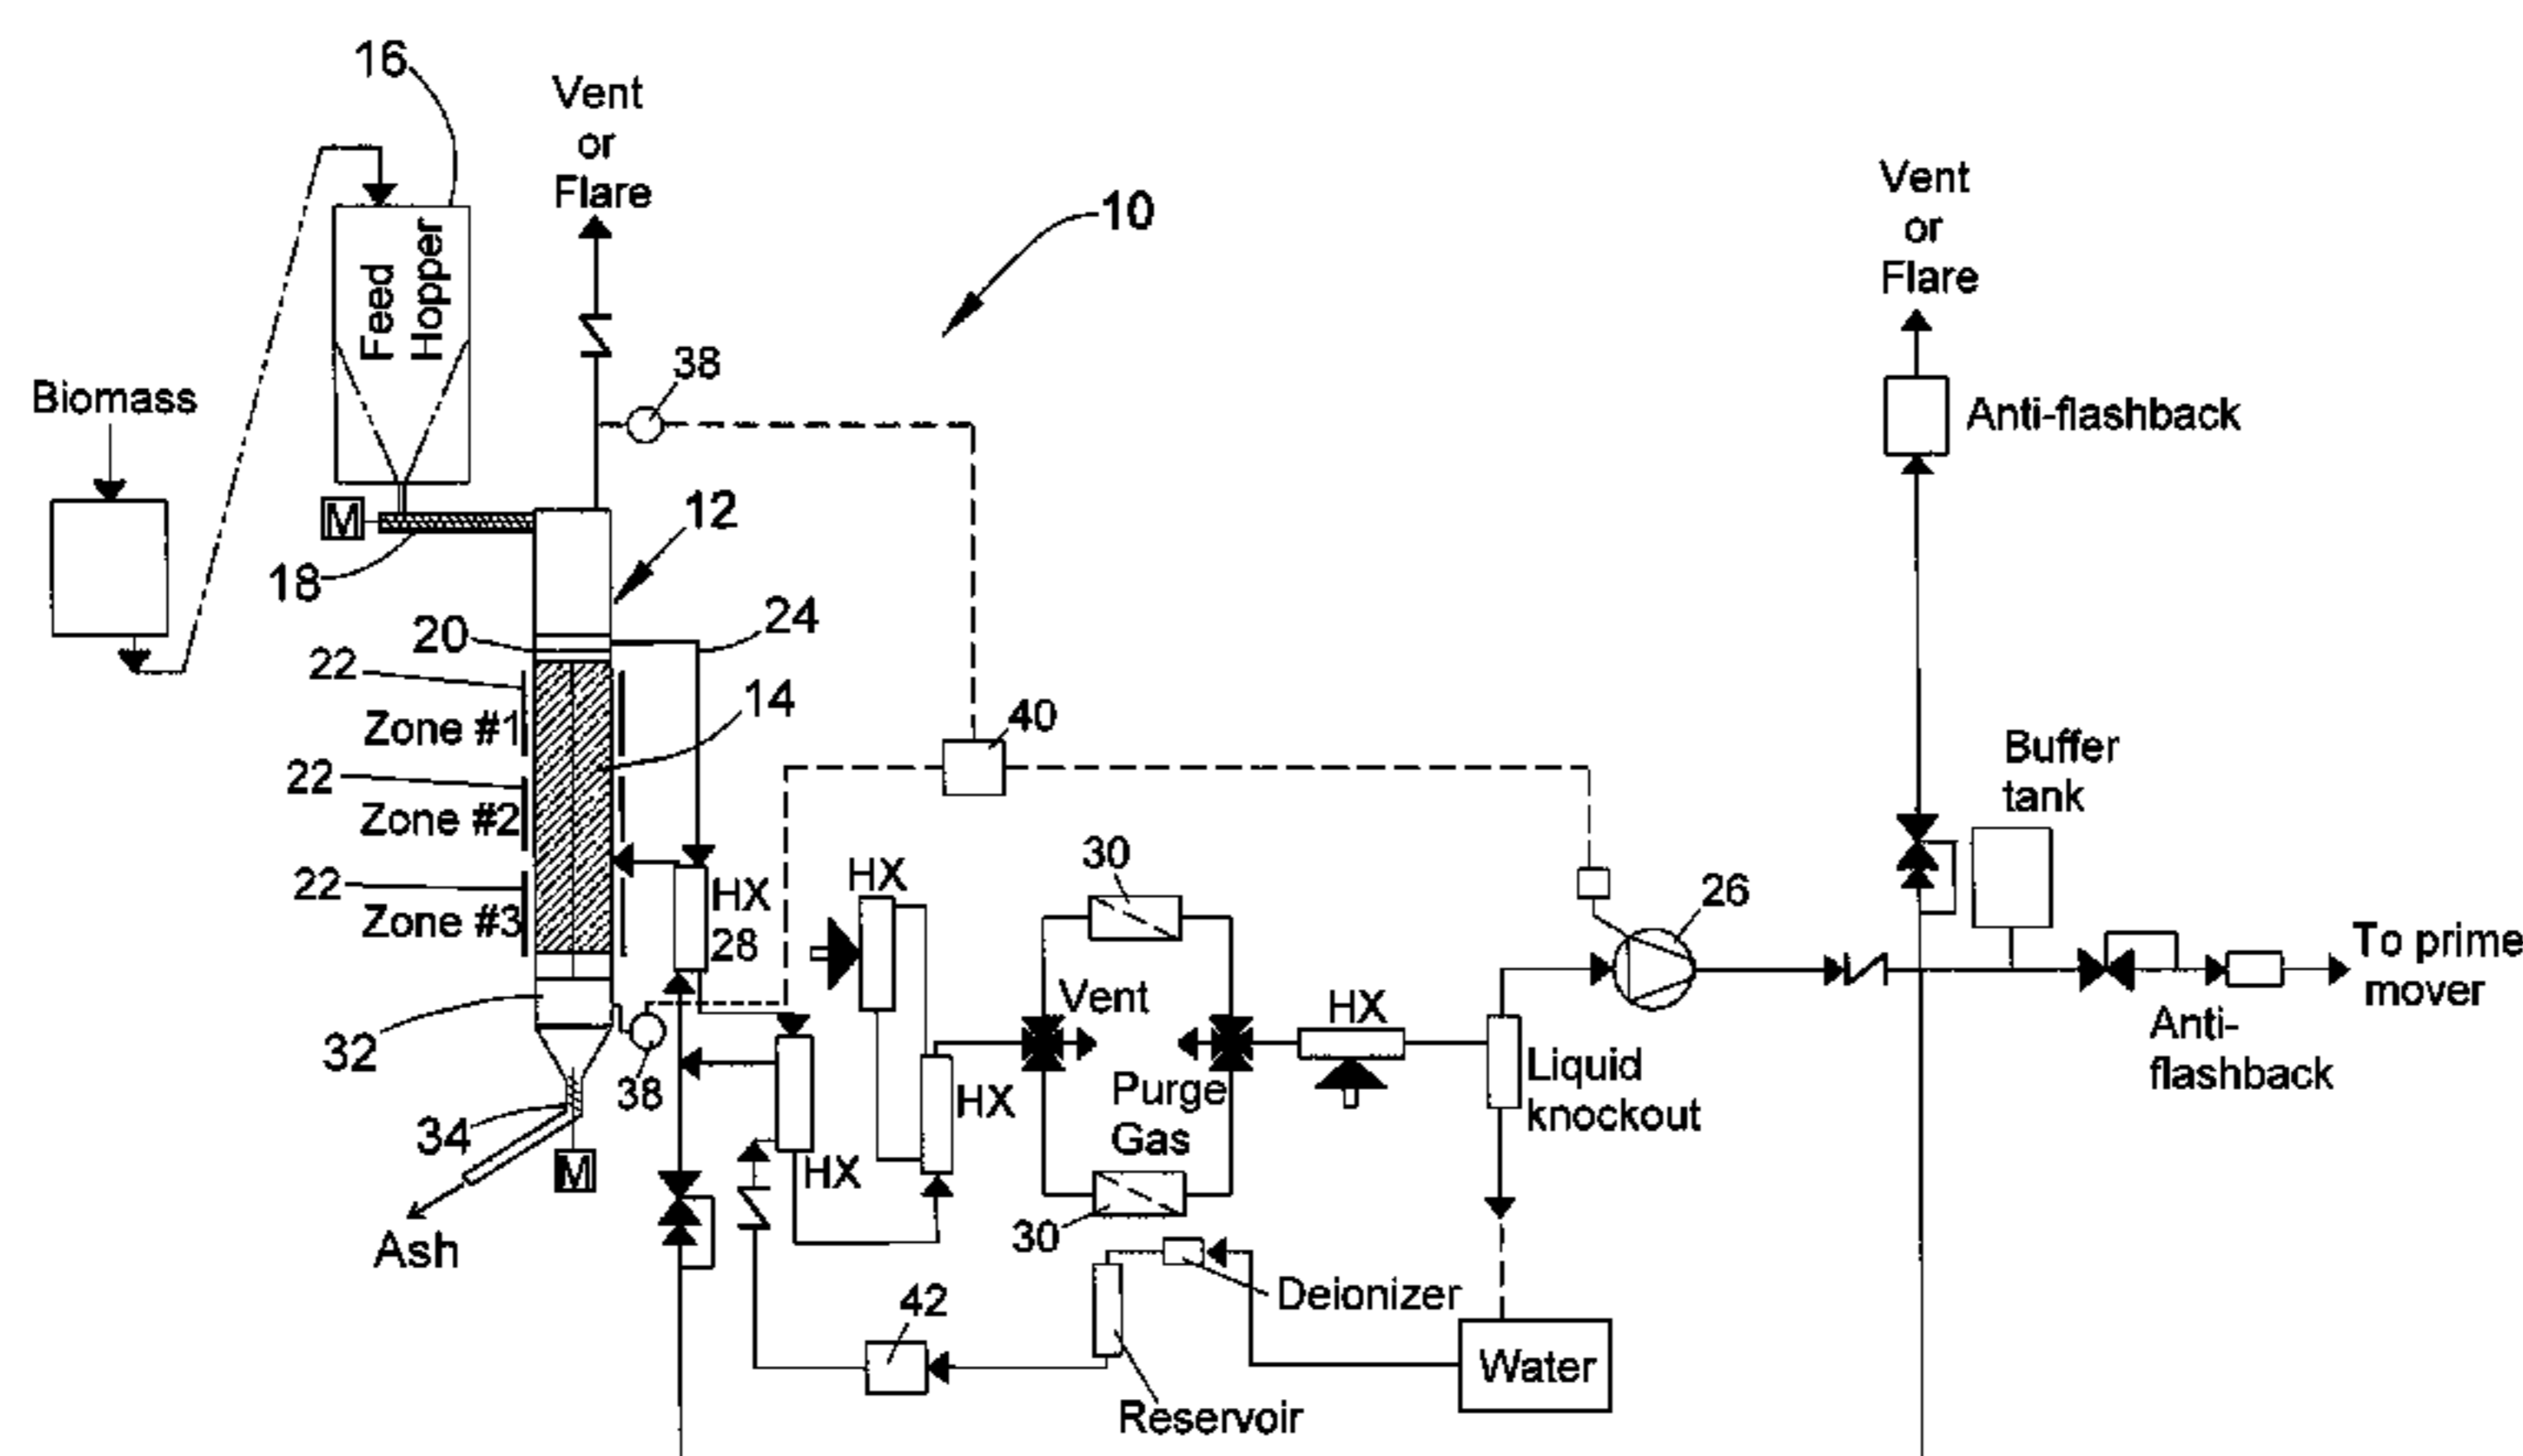 16
Vent
or
Flare
Feed
Hopper
10
Vent
or
Flare
38
Biomass
Anti-flashback
M
12
18
24
20
22
14
Zone #1
40
Buffer
tank
22
Zone #2
30
HX
22
HX
26
Zone #3
28
To prime
mover
Vent
HX
32
Anti-
flashback
Liquid
knockout
38
HX
Purge
Gas
34
M
HX
30
Ash
Deionizer
42
Water
Reservoir